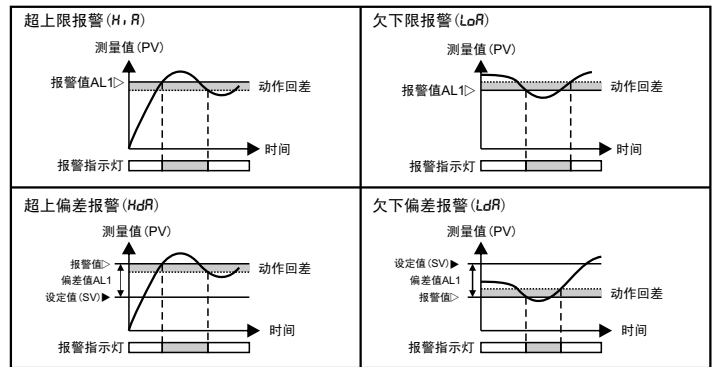 超上限报警(HiA)
测量值(PV)
报警值AL1▷
动作回差
时间
报警指示灯
欠下限报警(LoA)
测量值(PV)
报警值AL1▷
动作回差
时间
报警指示灯
超上偏差报警(HdA)
测量值(PV)
报警值▷
偏差值AL1
设定值(SV)▶
动作回差
时间
报警指示灯
欠下偏差报警(LdA)
测量值(PV)
设定值(SV)▶
偏差值AL1
报警值▷
动作回差
时间
报警指示灯